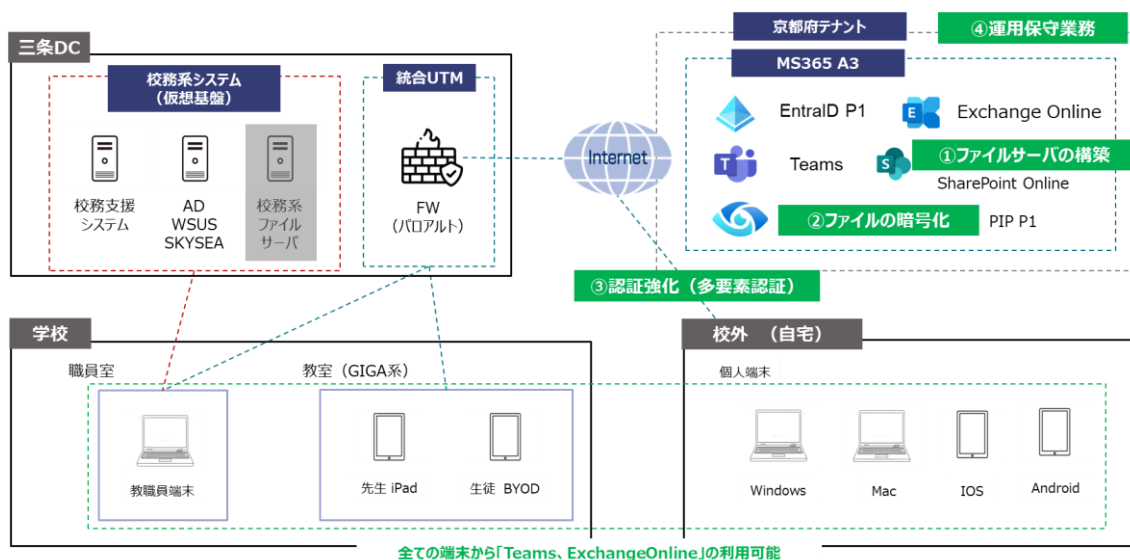 三条DC
校務系システム
（仮想基盤）
統合UTM
校務支援
システム
AD
WSUS
SKYSEA
校務系
ファイル
サーバ
FW
（パロアルト）
Internet
京都府テナント
④運用保守業務
MS365 A3
EntraID P1
Exchange Online
Teams
①ファイルサーバの構築
SharePoint Online
②ファイルの暗号化
PIP P1
③認証強化（多要素認証）
学校
職員室
教室（GIGA系）
教職員端末
先生 iPad
生徒 BYOD
校外 （自宅）
個人端末
Windows
Mac
IOS
Android
全ての端末から「Teams、ExchangeOnline」の利用可能